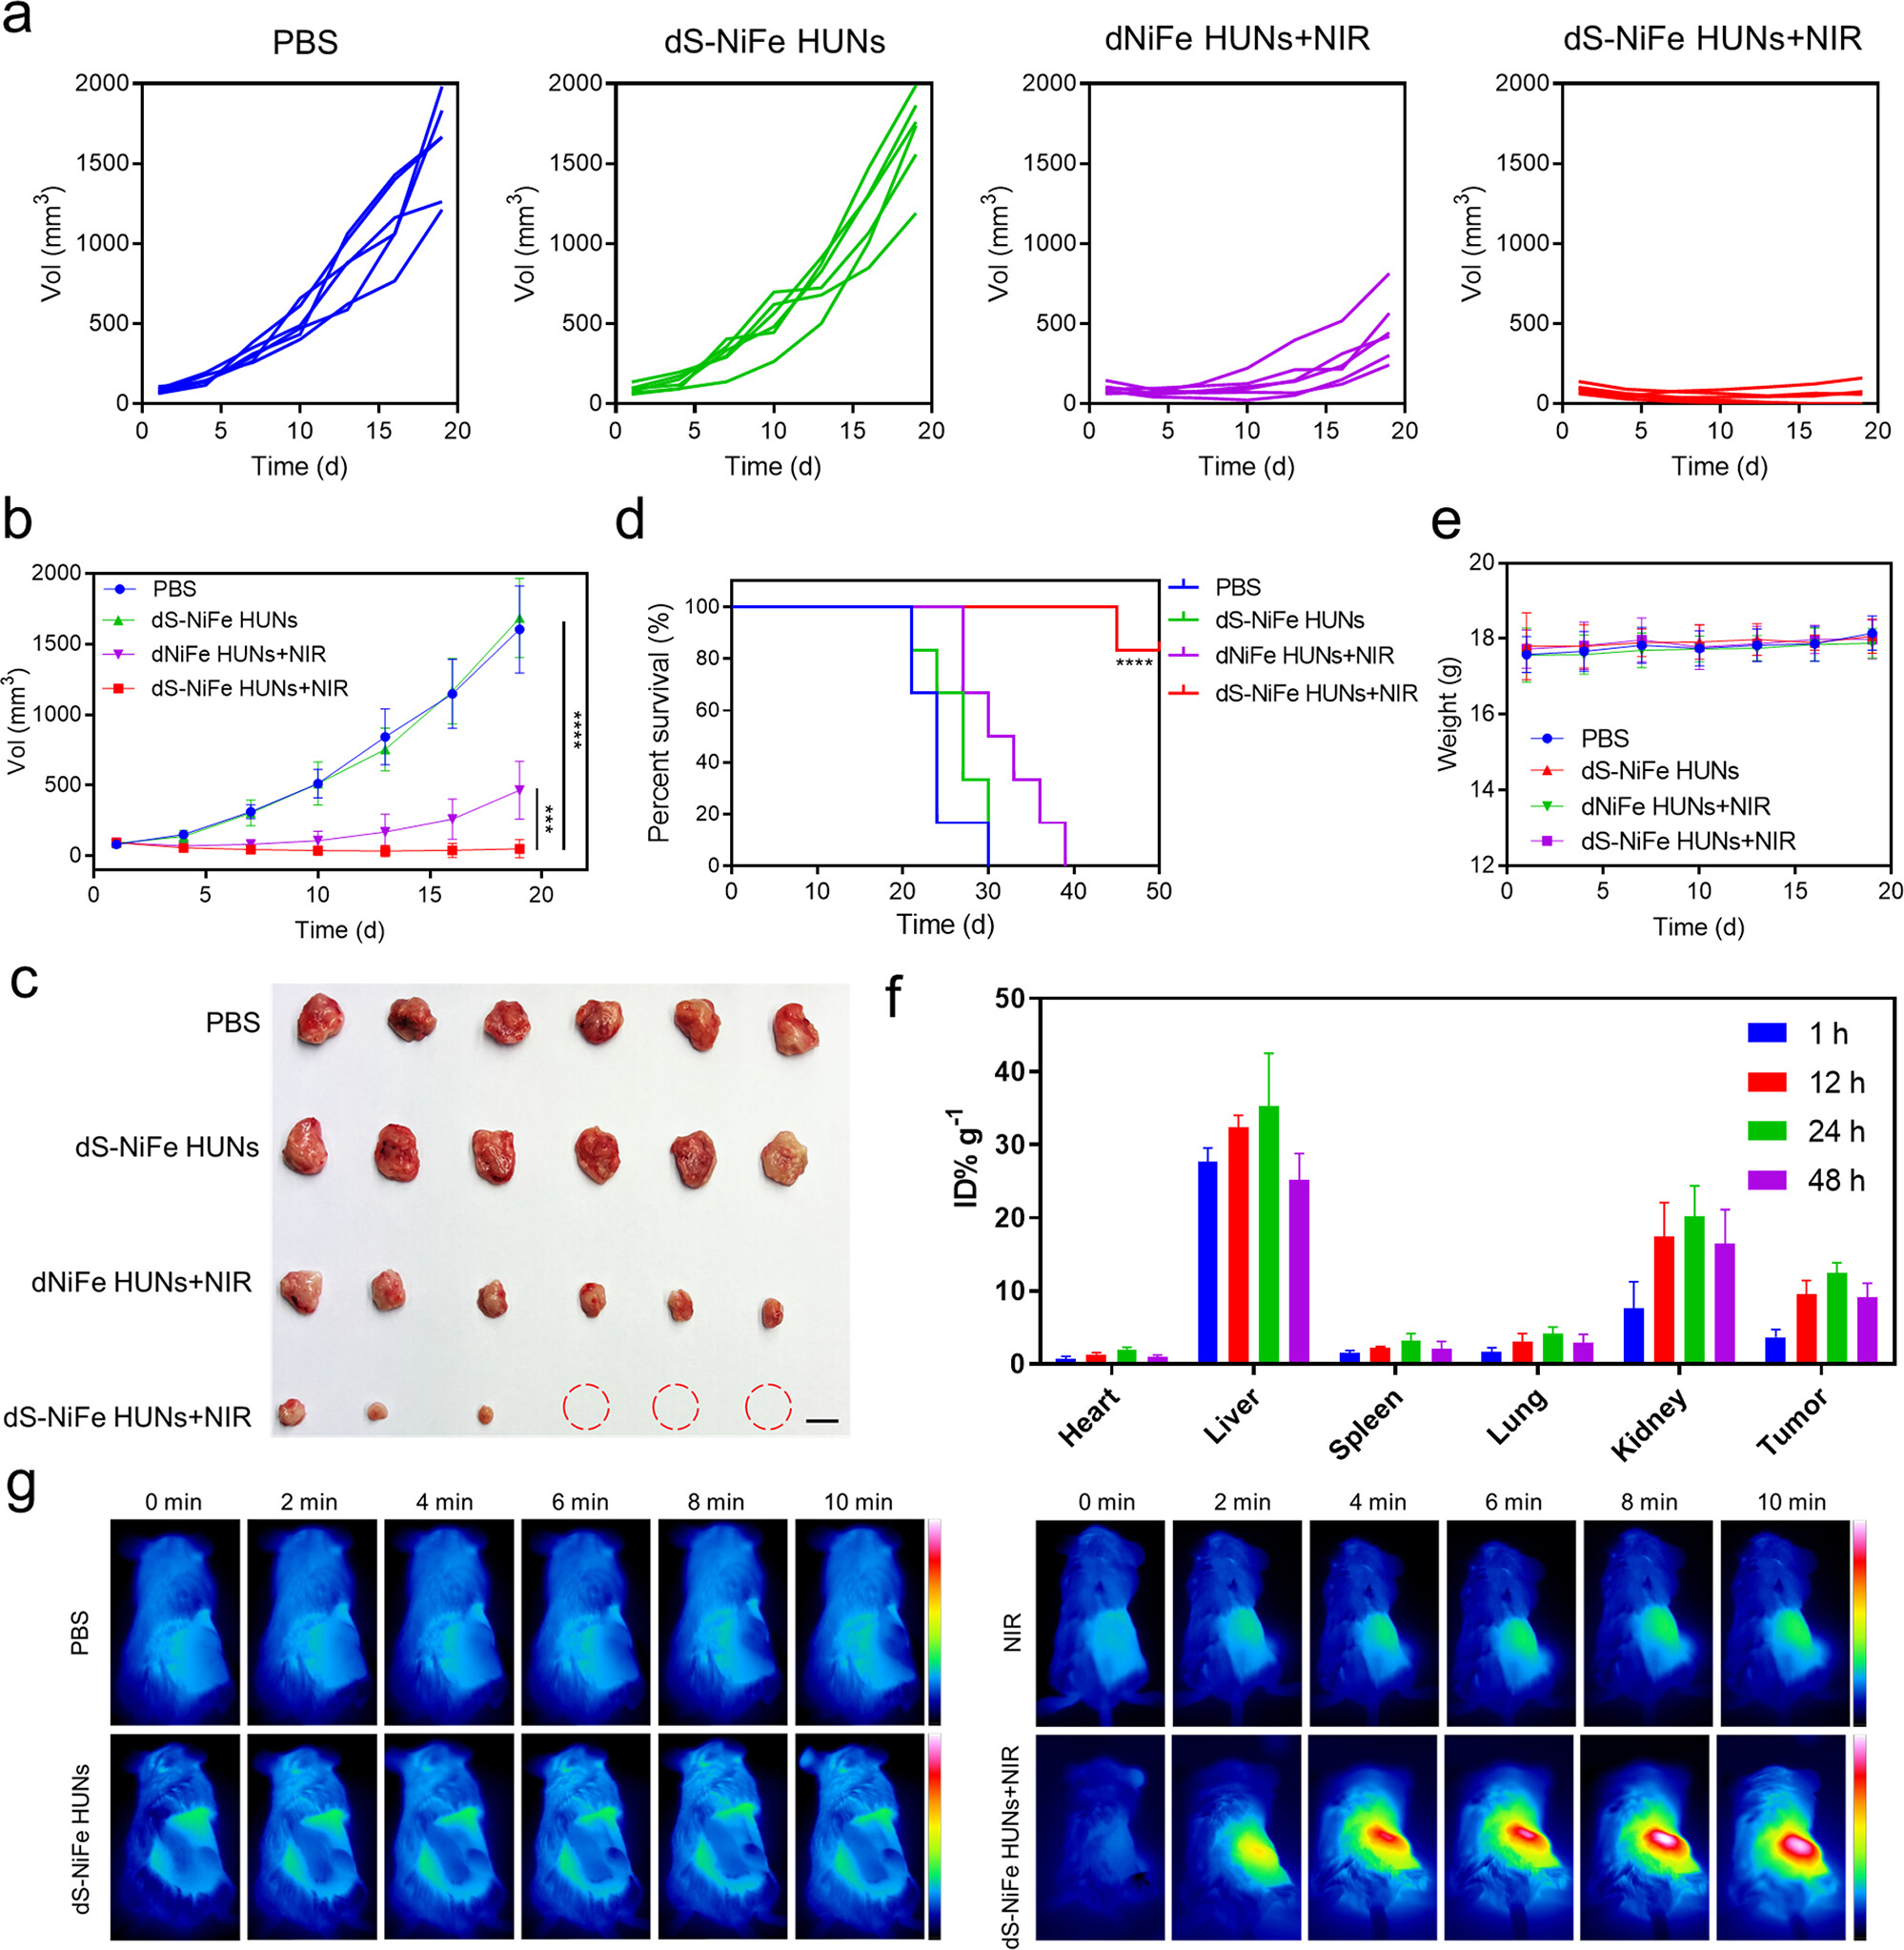 a
PBS
dS-NiFe HUNs
dNiFe HUNs+NIR
dS-NiFe HUNs+NIR
2000
1500
1000
500
0
Vol (mm³)
0 5 10 15 20
Time (d)
2000
1500
1000
500
0
Vol (mm³)
0 5 10 15 20
Time (d)
2000
1500
1000
500
0
Vol (mm³)
0 5 10 15 20
Time (d)
2000
1500
1000
500
0
Vol (mm³)
0 5 10 15 20
Time (d)
b
2000
1500
1000
500
0
Vol (mm³)
PBS
dS-NiFe HUNs
dNiFe HUNs+NIR
dS-NiFe HUNs+NIR
****
***
0 5 10 15 20
Time (d)
d
100
80
60
40
20
0
Percent survival (%)
****
0 10 20 30 40 50
Time (d)
PBS
dS-NiFe HUNs
dNiFe HUNs+NIR
dS-NiFe HUNs+NIR
e
20
18
16
14
12
Weight (g)
PBS
dS-NiFe HUNs
dNiFe HUNs+NIR
dS-NiFe HUNs+NIR
0 5 10 15 20
Time (d)
c
PBS
dS-NiFe HUNs
dNiFe HUNs+NIR
dS-NiFe HUNs+NIR
f
50
40
30
20
10
0
ID% g⁻¹
1 h
12 h
24 h
48 h
Heart Liver Spleen Lung Kidney Tumor
g
0 min 2 min 4 min 6 min 8 min 10 min
PBS
dS-NiFe HUNs
0 min 2 min 4 min 6 min 8 min 10 min
NIR
dS-NiFe HUNs+NIR